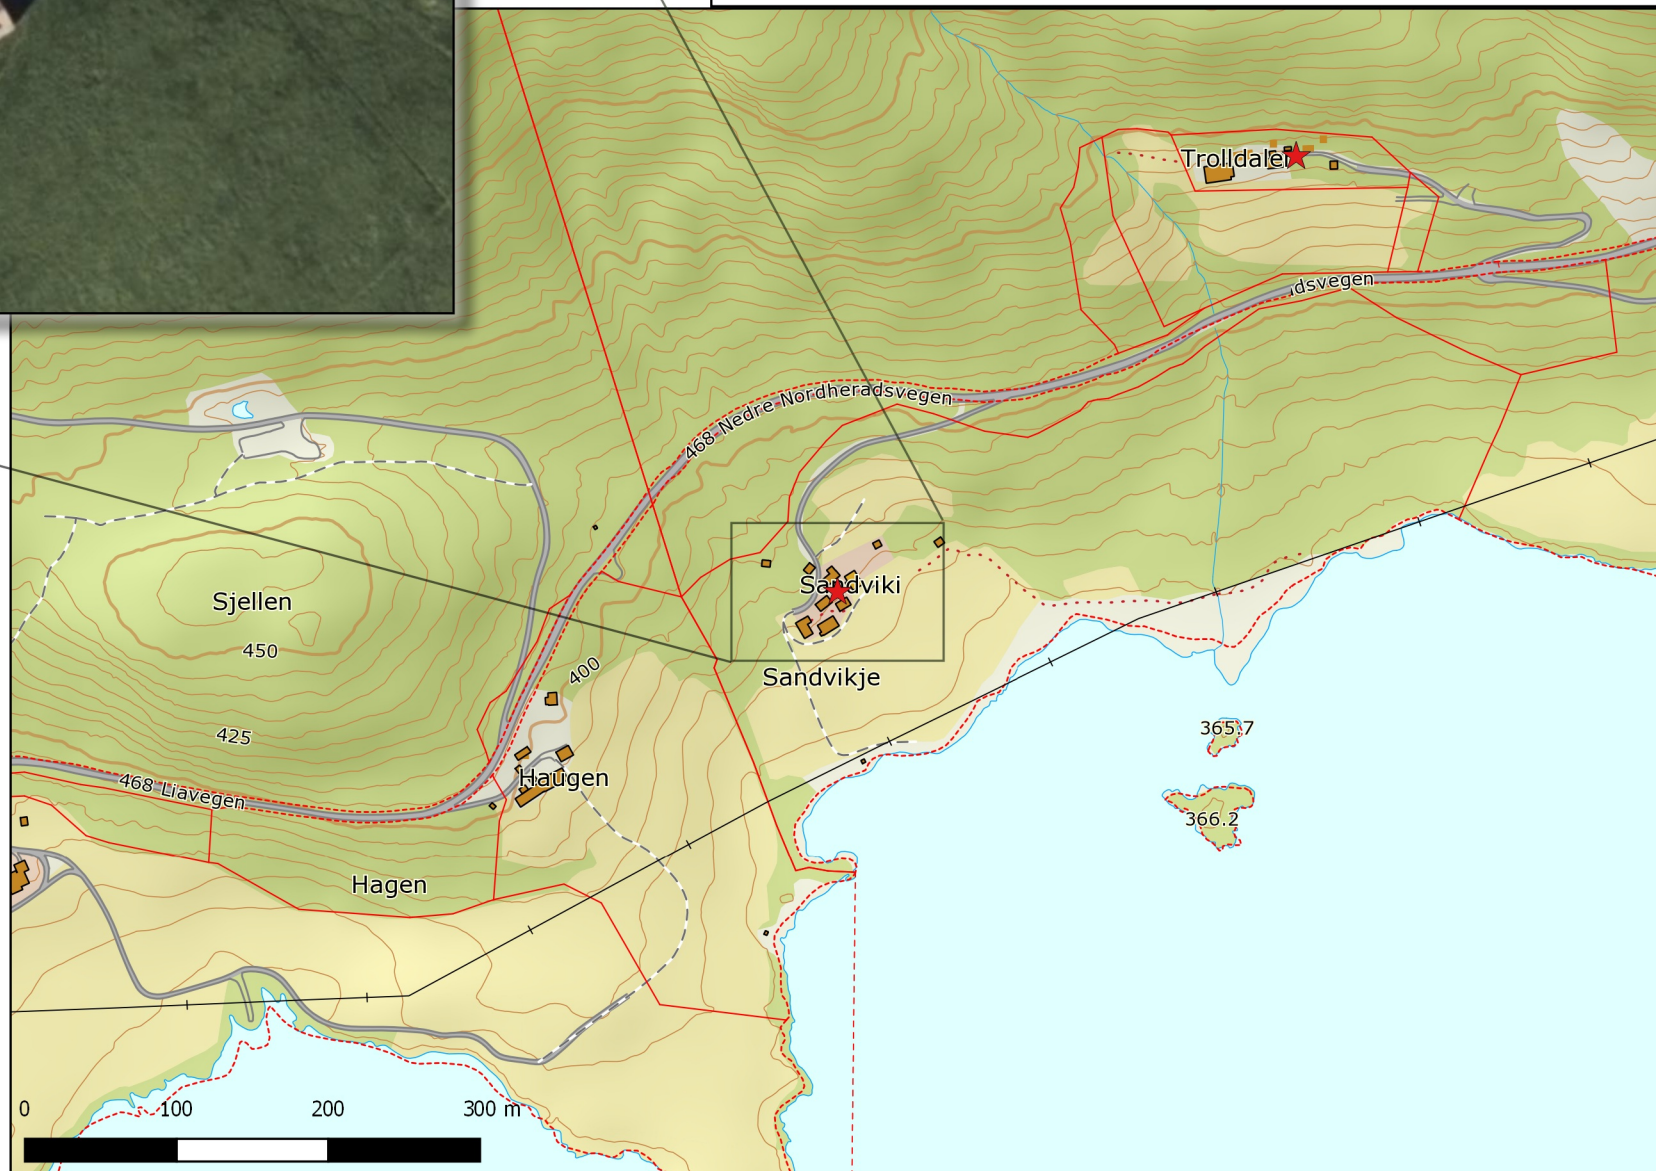 Trolldalen
dsvegen
468 Nedre Nordheradsvegen
Sandviki
Sjellen
450
400
Sandvikje
425
365.7
Haugen
468 Liavegen
366.2
Hagen
0 100 200 300 m